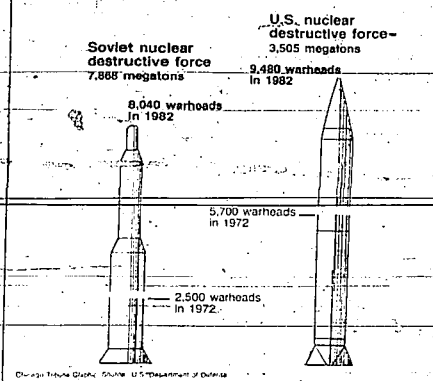 Soviet nuclear
destructive force
7,868 megatons
8,040 warheads
in 1982
2,500 warheads
in 1972
U.S. nuclear
destructive force–
3,505 megatons
9,480 warheads
in 1982
5,700 warheads
in 1972
Chicago Tribune Graphic; Source: U.S. Department of Defense